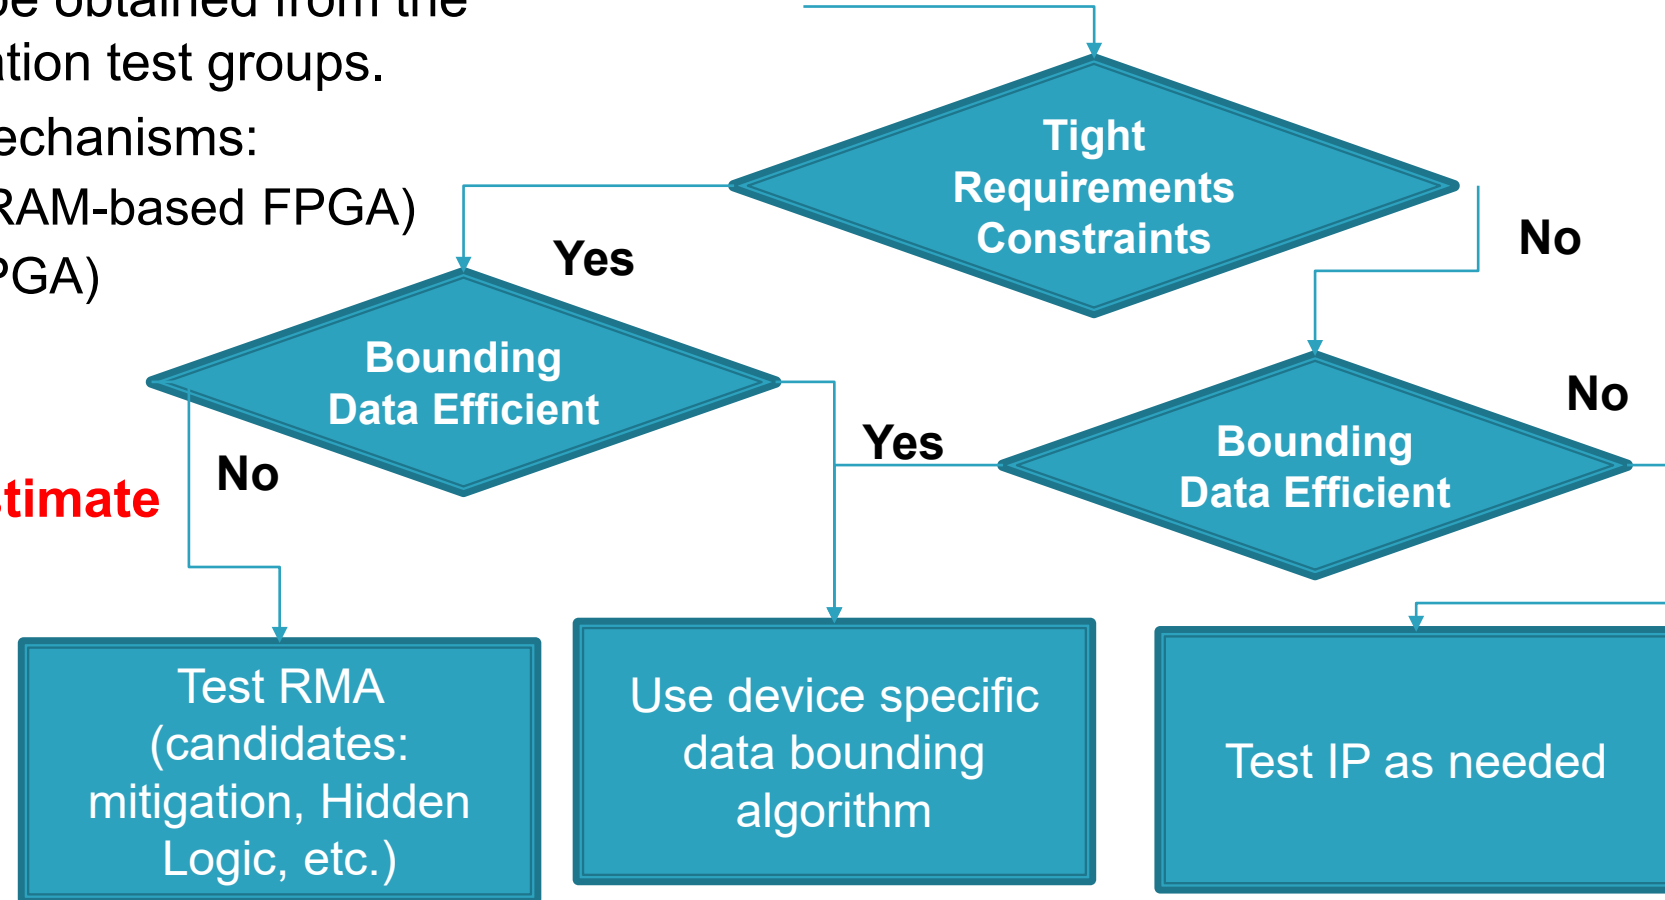 be obtained from the
ation test groups.
echanisms:
RAM-based FPGA)
PGA)
stimate
Tight
Requirements
Constraints
Yes
No
Bounding
Data Efficient
No
Yes
Bounding
Data Efficient
No
Test RMA
(candidates:
mitigation, Hidden
Logic, etc.)
Use device specific
data bounding
algorithm
Test IP as needed